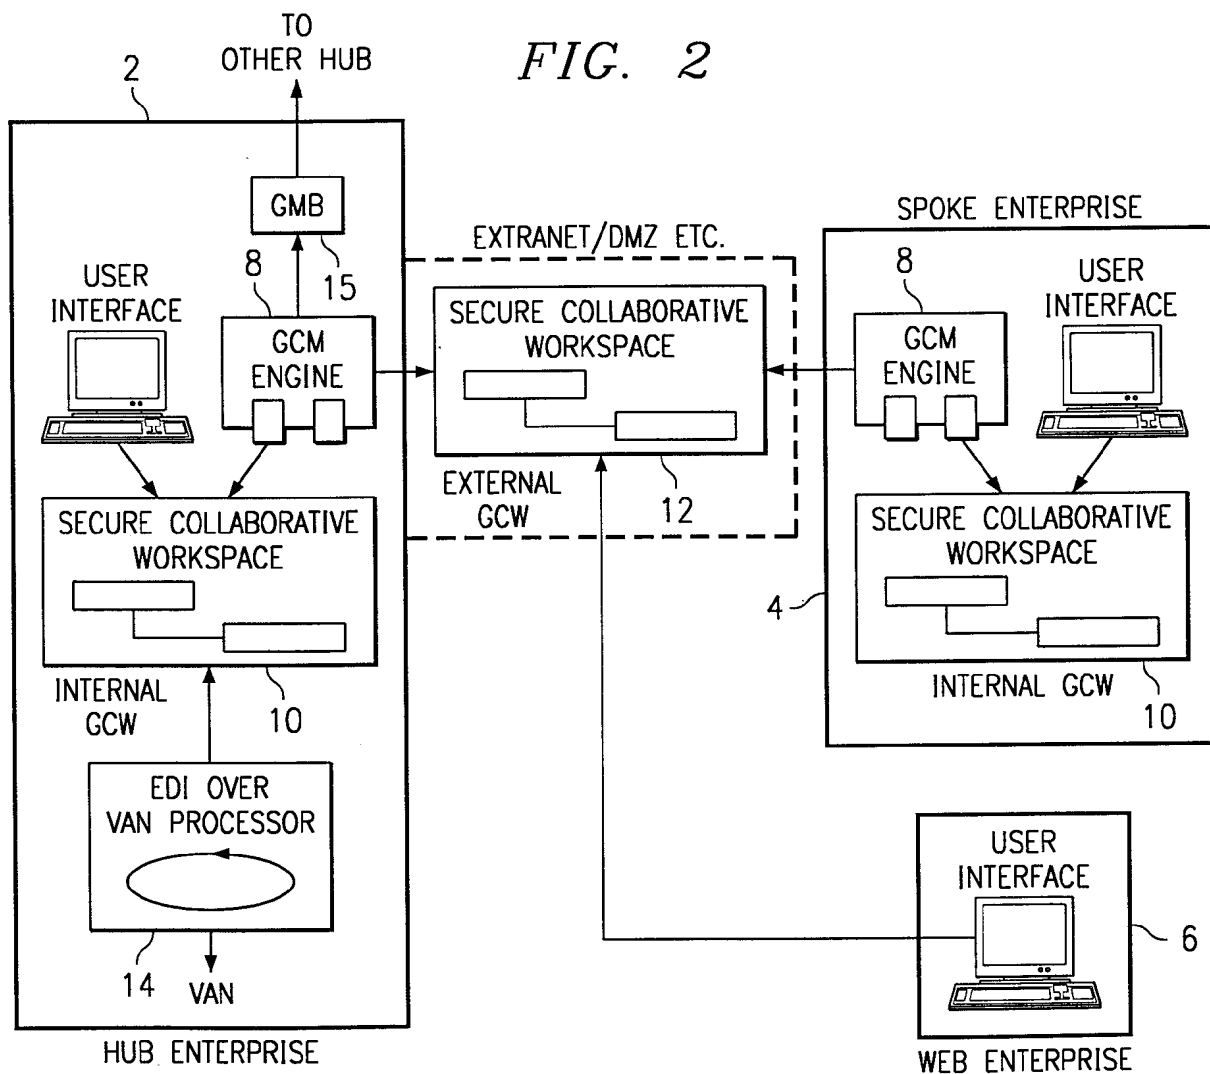 TO
OTHER HUB
FIG. 2
2
GMB
15
8
USER
INTERFACE
GCM
ENGINE
SECURE COLLABORATIVE
WORKSPACE
INTERNAL
GCW
10
EDI OVER
VAN PROCESSOR
14
VAN
HUB ENTERPRISE
EXTRANET/DMZ ETC.
SECURE COLLABORATIVE
WORKSPACE
EXTERNAL
GCW
12
SPOKE ENTERPRISE
8
USER
INTERFACE
GCM
ENGINE
SECURE COLLABORATIVE
WORKSPACE
4
INTERNAL GCW
10
USER
INTERFACE
6
WEB ENTERPRISE